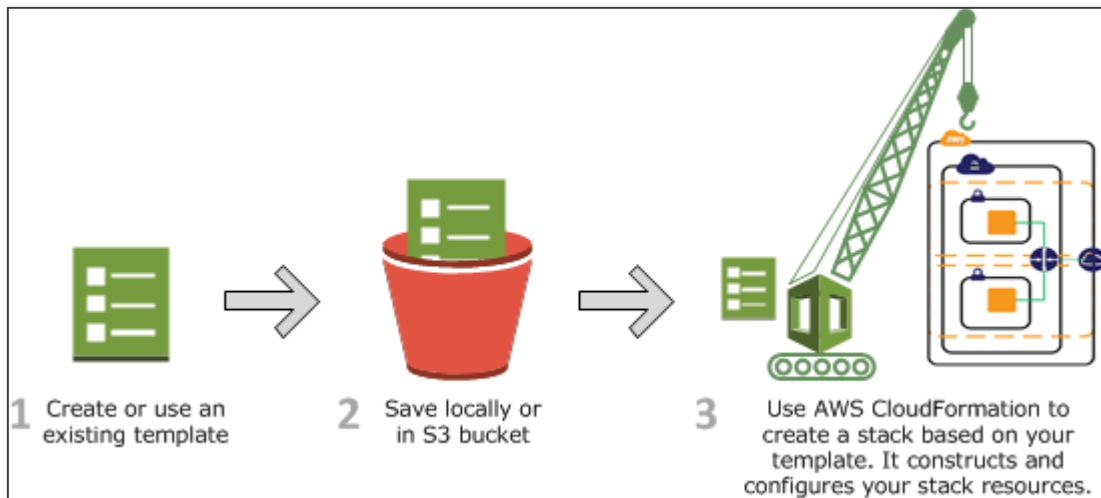 1 Create or use an
existing template
2 Save locally or
in S3 bucket
3 Use AWS CloudFormation to
create a stack based on your
template. It constructs and
configures your stack resources.